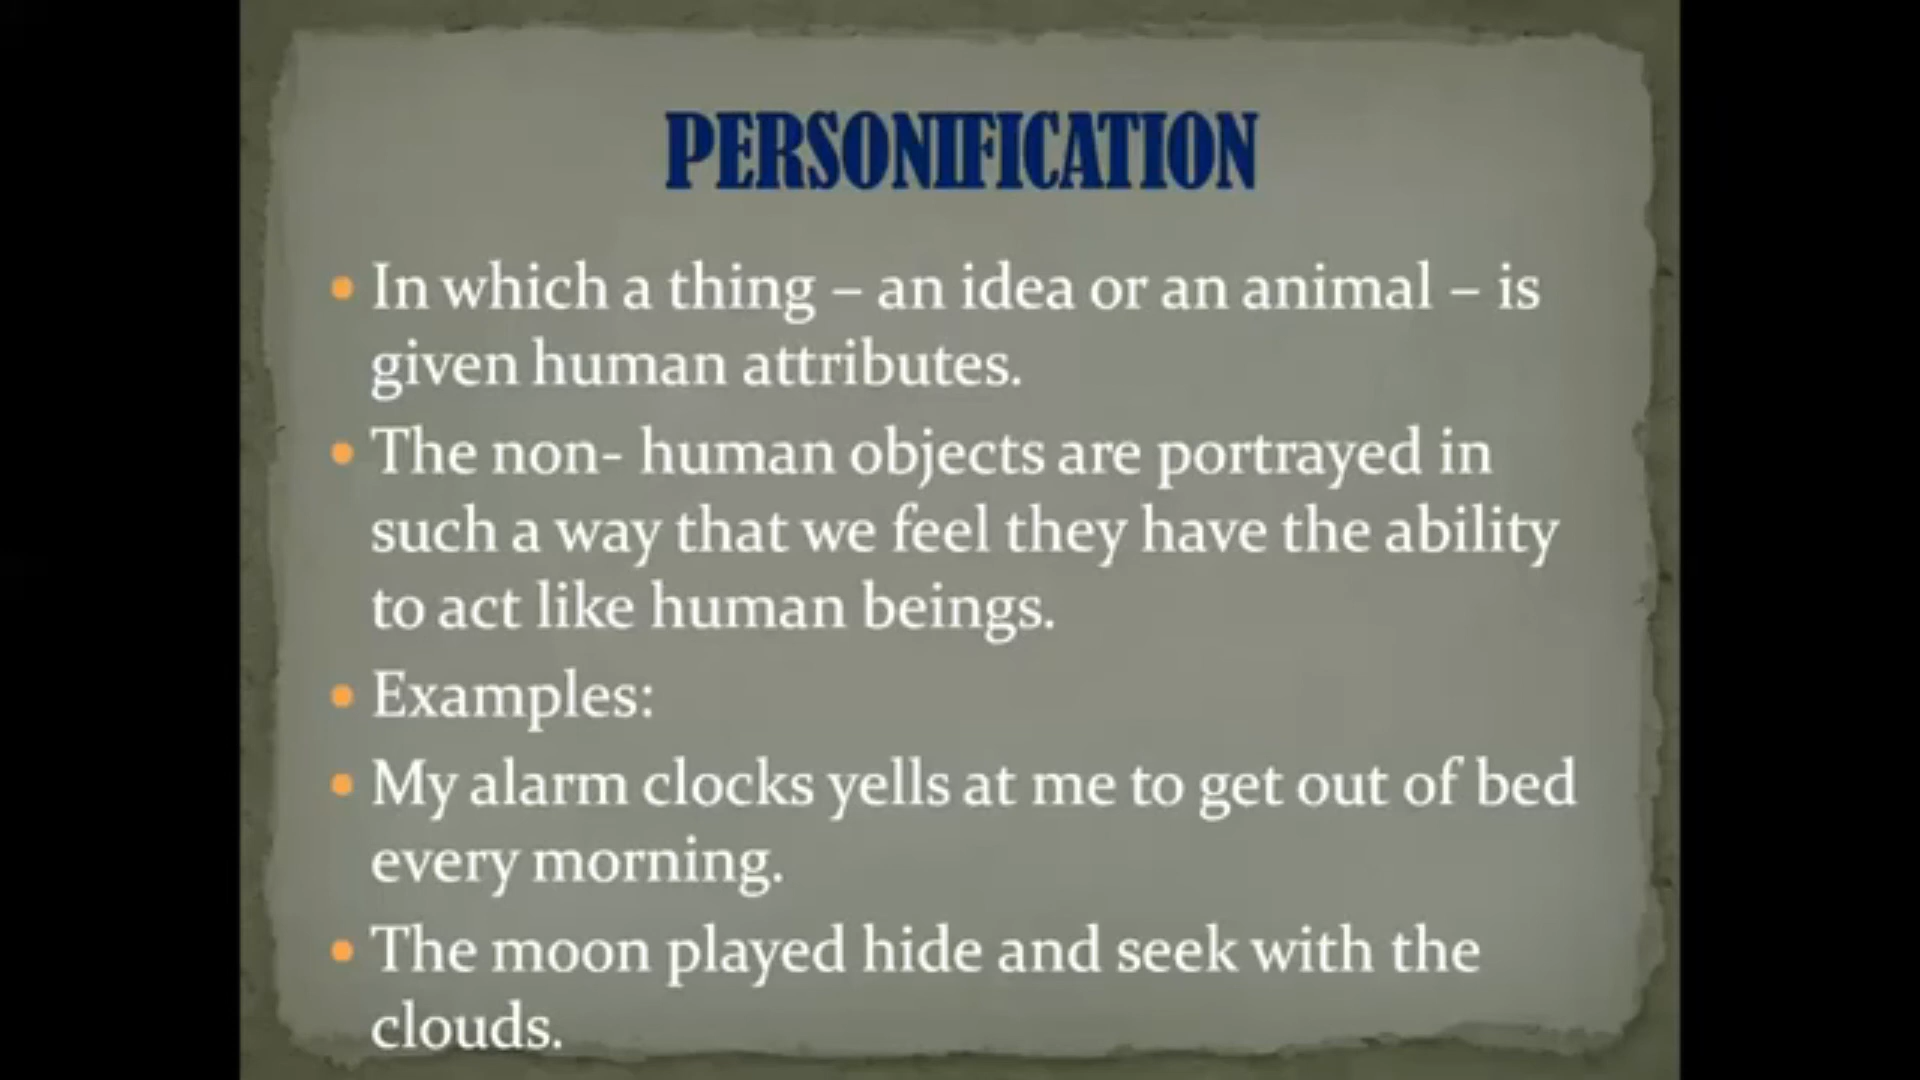 PERSONIFICATION
• In which a thing – an idea or an animal – is
given human attributes.
• The non- human objects are portrayed in
such a way that we feel they have the ability
to act like human beings.
• Examples:
• My alarm clocks yells at me to get out of bed
every morning.
• The moon played hide and seek with the
clouds.